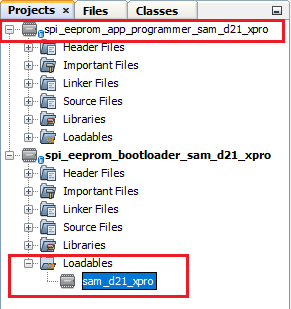 Projects × Files Classes
spi_eeprom_app_programmer_sam_d21_xpro
Header Files
Important Files
Linker Files
Source Files
Libraries
Loadables
spi_eeprom_bootloader_sam_d21_xpro
Header Files
Important Files
Linker Files
Source Files
Libraries
Loadables
sam_d21_xpro